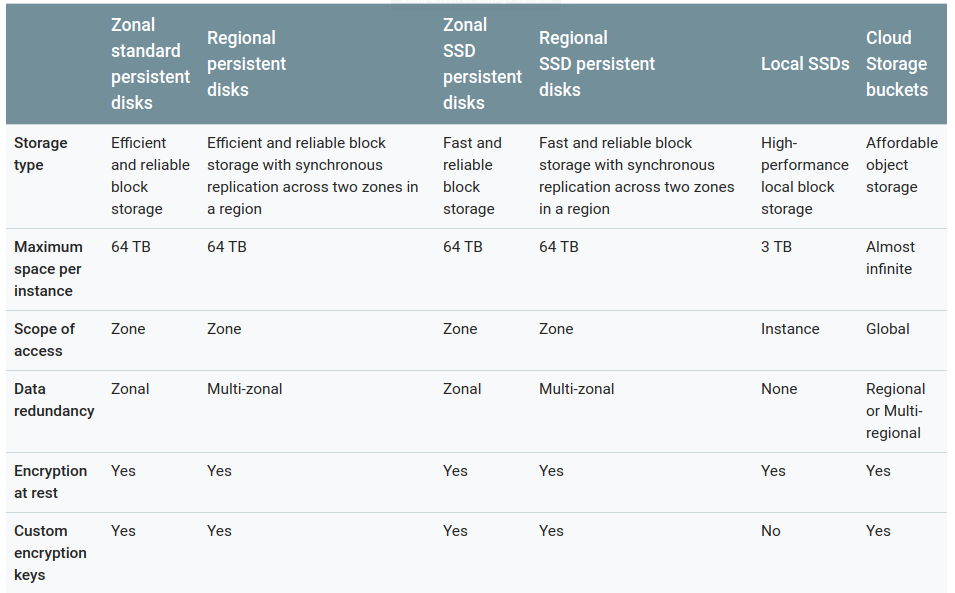 Zonal
standard
persistent
disks
Regional
persistent
disks
Zonal
SSD
persistent
disks
Regional
SSD persistent
disks
Local SSDs
Cloud
Storage
buckets
Storage
type
Efficient
and reliable
block
storage
Efficient and reliable block
storage with synchronous
replication across two zones in
a region
Fast and
reliable
block
storage
Fast and reliable block
storage with synchronous
replication across two zones
in a region
High-
performance
local block
storage
Affordable
object
storage
Maximum
space per
instance
64 TB
64 TB
64 TB
64 TB
3 TB
Almost
infinite
Scope of
access
Zone
Zone
Zone
Zone
Instance
Global
Data
redundancy
Zonal
Multi-zonal
Zonal
Multi-zonal
None
Regional
or Multi-
regional
Encryption
at rest
Yes
Yes
Yes
Yes
Yes
Yes
Custom
encryption
keys
Yes
Yes
Yes
Yes
No
Yes